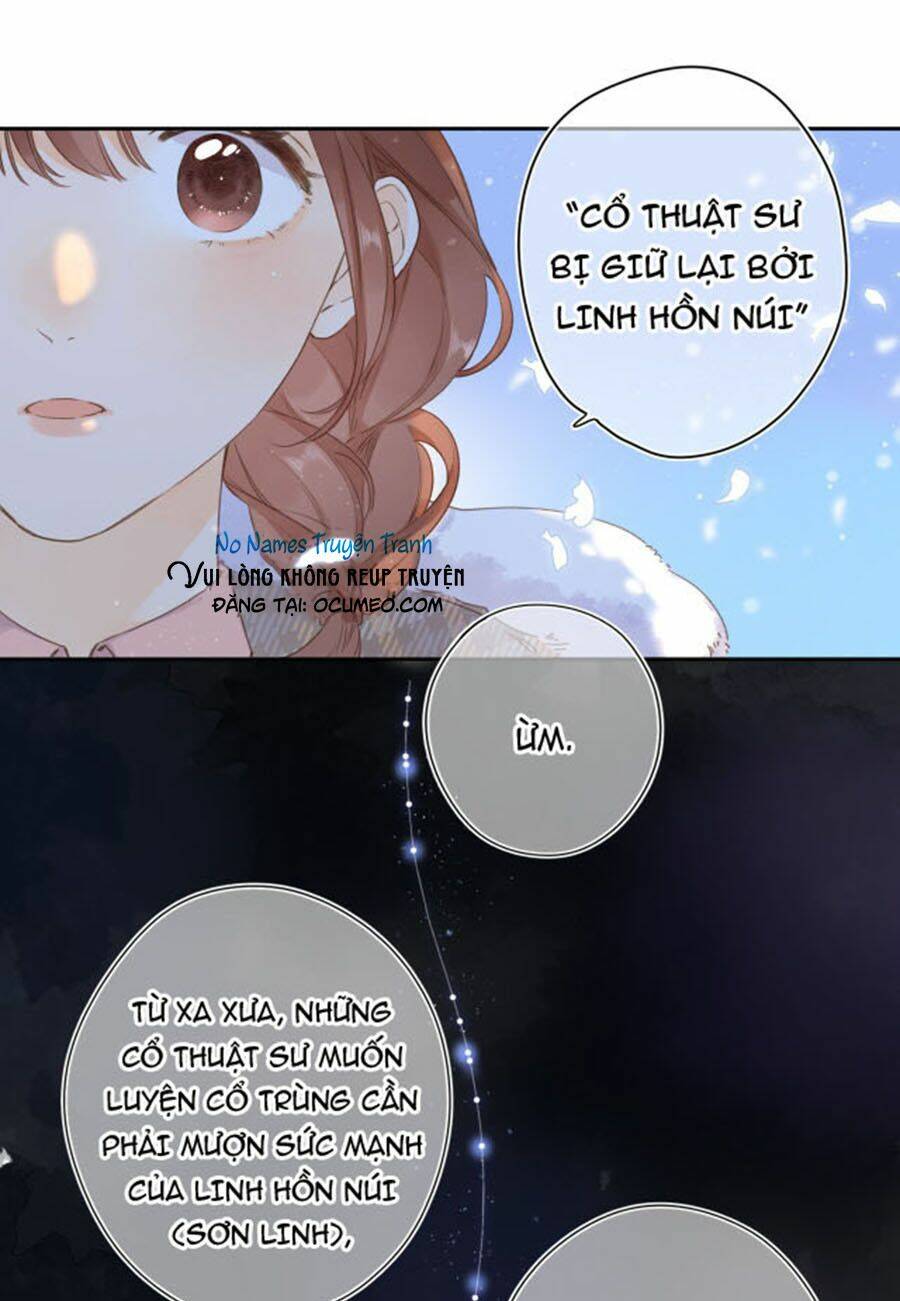 “CỔ THUẬT SƯ
BỊ GIỮ LẠI BỞI
LINH HỒN NÚI”
No Names Truyện Tranh
VUI LÒNG KHÔNG REUP TRUYỆN
ĐĂNG TẠI: OCUMEO.COM
ỪM.
TỪ XA XƯA, NHỮNG
CỔ THUẬT SƯ MUỐN
LUYỆN CỔ TRÙNG CẦN
PHẢI MƯỢN SỨC MẠNH
CỦA LINH HỒN NÚI
(SƠN LINH),